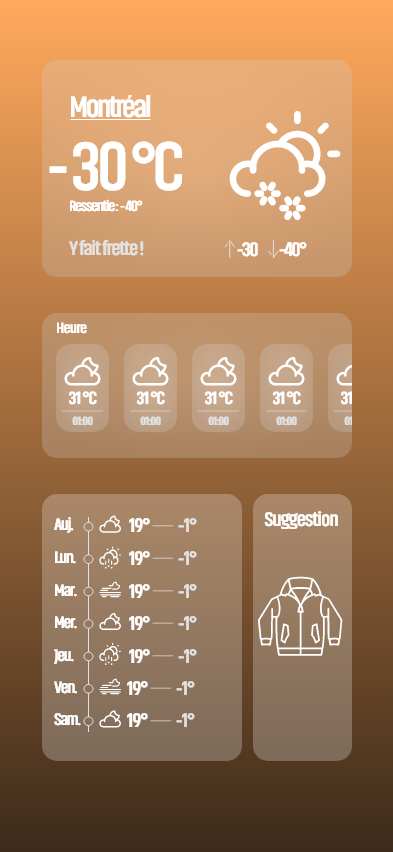 Montréal
-30°C
Ressentie: -40°
Y fait frette !
-30 -40°
Heure
31°C 31°C 31°C 31°C 31
01:00 01:00 01:00 01:00
Suggestion
Auj. 19° -1°
Lun. 19° -1°
Mar. 19° -1°
Mer. 19° -1°
Jeu. 19° -1°
Ven. 19° -1°
Sam. 19° -1°